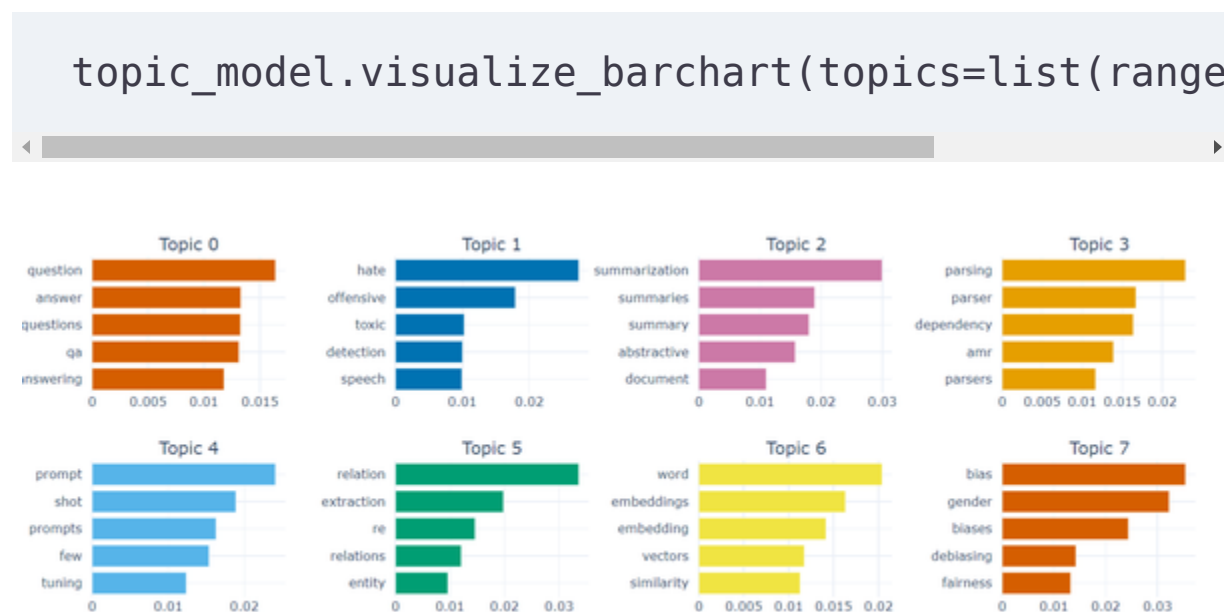 topic_model.visualize_barchart(topics=list(range
Topic 0 Topic 1 Topic 2 Topic 3
question hate summarization parsing
answer offensive summaries parser
questions toxic summary dependency
qa detection abstractive amr
nswering speech document parsers
0 0.005 0.01 0.015 0 0.01 0.02 0 0.01 0.02 0.03 0 0.005 0.01 0.015 0.02
Topic 4 Topic 5 Topic 6 Topic 7
prompt relation word bias
shot extraction embeddings gender
prompts re embedding biases
few relations vectors debiasing
tuning entity similarity fairness
0 0.01 0.02 0 0.01 0.02 0.03 0 0.005 0.01 0.015 0.02 0 0.01 0.02 0.03